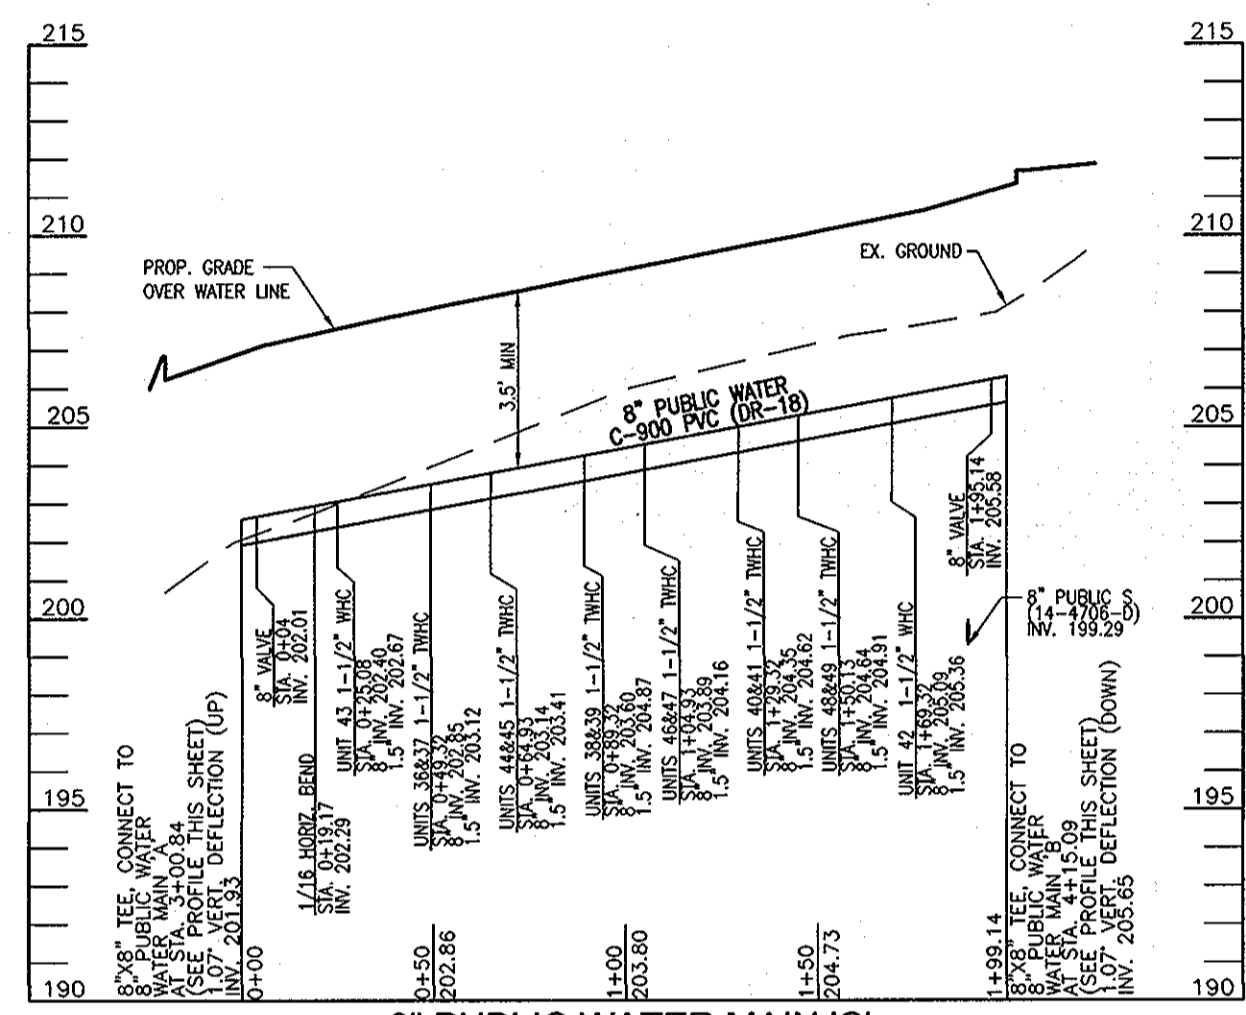 215
215
210
210
205
205
200
200
195
195
190
190
PROP. GRADE
OVER WATER LINE
EX. GROUND
3.5' MIN
8" PUBLIC WATER
C-900 PVC (DR-18)
8"X8" TEE, CONNECT TO
8" PUBLIC WATER
WATER MAIN 'A'
AT STA. 3+00.84
(SEE PROFILE THIS SHEET)
1.07° VERT. DEFLECTION (UP)
INV. 201.93
8" VALVE
STA. 0+04
INV. 202.01
1/16 HORIZ. BEND
STA. 0+19.17
INV. 202.29
UNIT 43 1-1/2" WHC
STA. 0+25.08
8" INV. 202.40
1.5" INV. 202.67
UNITS 36&37 1-1/2" TWHC
STA. 0+49.32
8" INV. 202.85
1.5" INV. 203.12
UNITS 44&45 1-1/2" TWHC
STA. 0+64.93
8" INV. 203.14
1.5" INV. 203.41
UNITS 38&39 1-1/2" TWHC
STA. 0+89.32
8" INV. 203.60
1.5" INV. 204.87
UNITS 46&47 1-1/2" TWHC
STA. 1+04.93
8" INV. 203.89
1.5" INV. 204.16
UNITS 40&41 1-1/2" TWHC
STA. 1+29.32
8" INV. 204.35
1.5" INV. 204.62
UNITS 48&49 1-1/2" TWHC
STA. 1+50.13
8" INV. 204.64
1.5" INV. 204.91
UNIT 42 1-1/2" WHC
STA. 1+69.32
8" INV. 205.09
1.5" INV. 205.36
8" VALVE
STA. 1+95.14
INV. 205.58
8" PUBLIC S
(14-4706-D)
INV. 199.29
8"X8" TEE, CONNECT TO
8" PUBLIC WATER
WATER MAIN 'B'
AT STA. 4+15.09
(SEE PROFILE THIS SHEET)
1.07° VERT. DEFLECTION (DOWN)
INV. 205.65
0+00
0+50
202.86
1+00
203.80
1+50
204.73
1+99.14
8" PUBLIC WATER MAIN 'C'